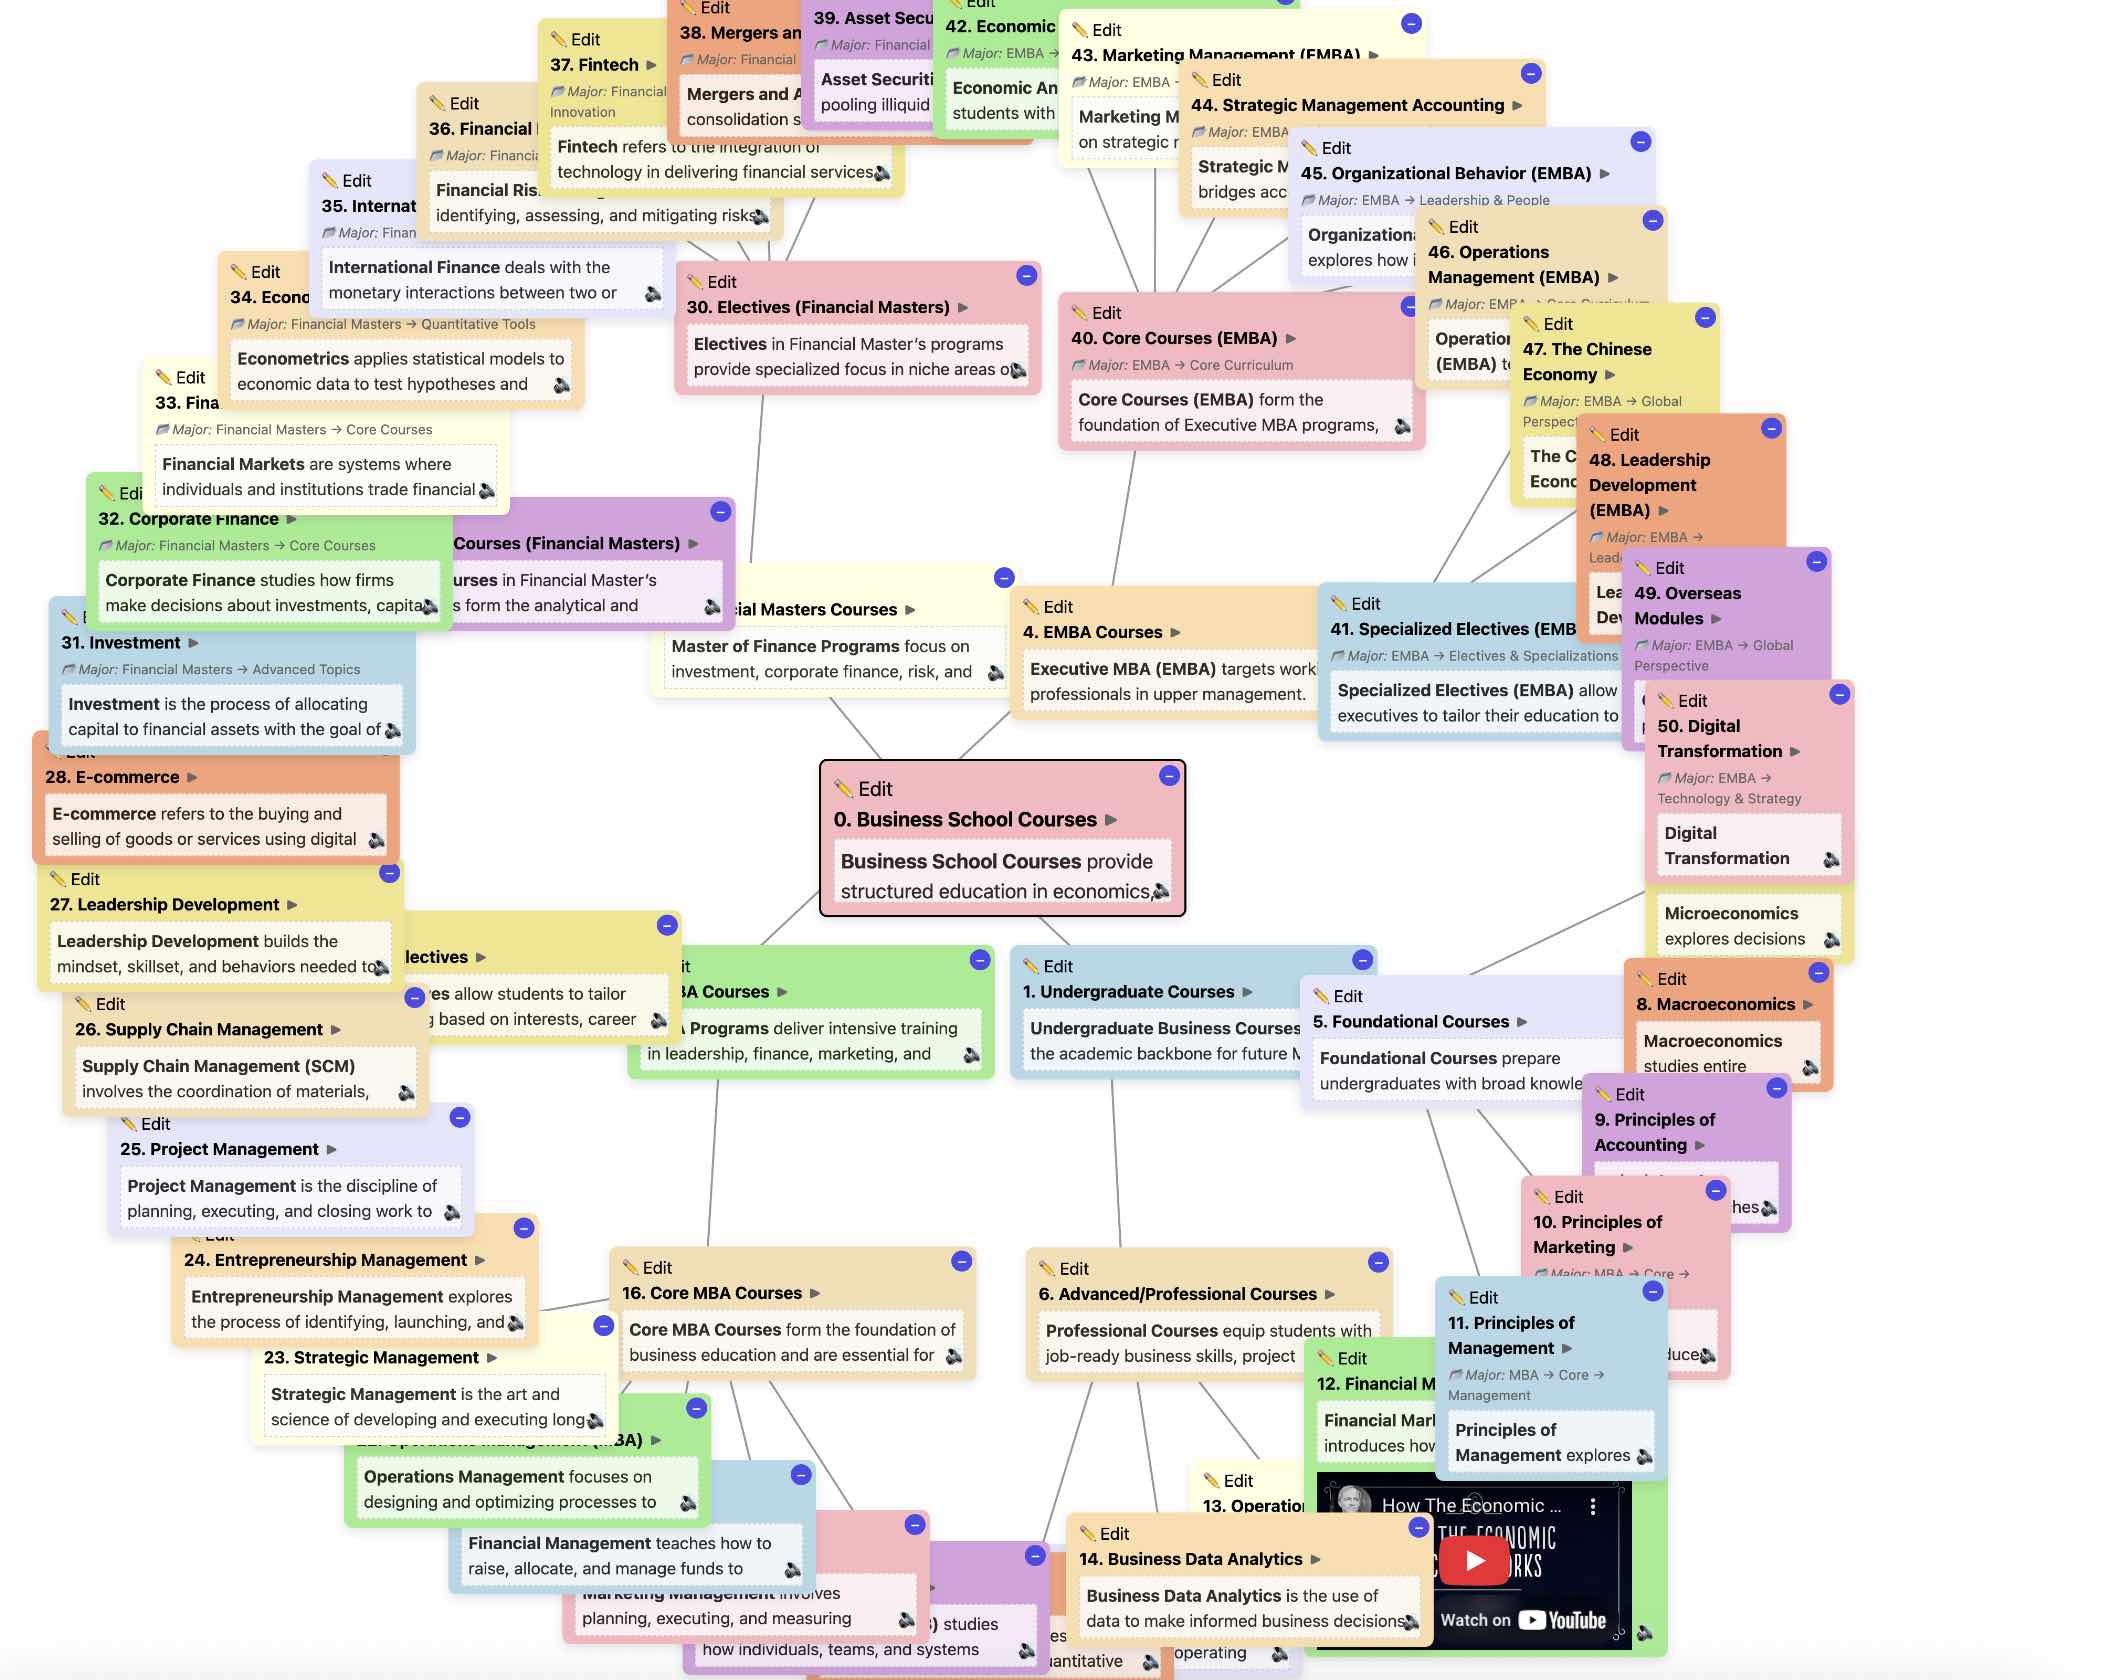 Edit
38. Mergers an
Major: Financial
Mergers and A
consolidation s
39. Asset Secu
Major: Financial
Asset Securiti
pooling illiquid
Edit
42. Economic
Major: EMBA →
Economic An
students with
Edit
43. Marketing Management (EMBA)
Major: EMBA
Marketing M
on strategic
Edit
37. Fintech
Major: Financial
Innovation
Fintech refers to the integration of
technology in delivering financial services
Edit
44. Strategic Management Accounting
Major: EMBA
Strategic M
bridges acc
Edit
36. Financial
Major: Financia
Financial Ris
identifying, assessing, and mitigating risks
Edit
45. Organizational Behavior (EMBA)
Major: EMBA → Leadership & People
Organizationa
explores how i
Edit
35. Internat
Major: Finan
International Finance deals with the
monetary interactions between two or
Edit
46. Operations
Management (EMBA)
Major: EMBA → Core Curriculum
Operation
(EMBA) te
Edit
34. Econo
Major: Financial Masters → Quantitative Tools
Econometrics applies statistical models to
economic data to test hypotheses and
Edit
30. Electives (Financial Masters)
Electives in Financial Master's programs
provide specialized focus in niche areas of
Edit
40. Core Courses (EMBA)
Major: EMBA → Core Curriculum
Core Courses (EMBA) form the
foundation of Executive MBA programs,
Edit
47. The Chinese
Economy
Major: EMBA → Global
Perspect
The C
Econo
Edit
33. Fina
Major: Financial Masters → Core Courses
Financial Markets are systems where
individuals and institutions trade financial
Edit
48. Leadership
Development
(EMBA)
Major: EMBA →
Leade
Lea
Dev
Edi
32. Corporate Finance
Major: Financial Masters → Core Courses
Corporate Finance studies how firms
make decisions about investments, capita
Courses (Financial Masters)
urses in Financial Master's
s form the analytical and
ial Masters Courses
Master of Finance Programs focus on
investment, corporate finance, risk, and
Edit
4. EMBA Courses
Executive MBA (EMBA) targets work
professionals in upper management.
Edit
41. Specialized Electives (EMB
Major: EMBA → Electives & Specializations
Specialized Electives (EMBA) allow
executives to tailor their education to
Edit
49. Overseas
Modules
Major: EMBA → Global
Perspective
31. Investment
Major: Financial Masters → Advanced Topics
Investment is the process of allocating
capital to financial assets with the goal of
Edit
50. Digital
Transformation
Major: EMBA →
Technology & Strategy
Digital
Transformation
Edit
28. E-commerce
E-commerce refers to the buying and
selling of goods or services using digital
Edit
0. Business School Courses
Business School Courses provide
structured education in economics,
Microeconomics
explores decisions
Edit
27. Leadership Development
Leadership Development builds the
mindset, skillset, and behaviors needed to
lectives
es allow students to tailor
g based on interests, career
it
BA Courses
A Programs deliver intensive training
in leadership, finance, marketing, and
Edit
1. Undergraduate Courses
Undergraduate Business Courses
the academic backbone for future M
Edit
5. Foundational Courses
Foundational Courses prepare
undergraduates with broad knowle
Edit
8. Macroeconomics
Macroeconomics
studies entire
Edit
26. Supply Chain Management
Supply Chain Management (SCM)
involves the coordination of materials,
Edit
9. Principles of
Accounting
hes
Edit
25. Project Management
Project Management is the discipline of
planning, executing, and closing work to
Edit
10. Principles of
Marketing
Major: MBA → Core →
duce
Edit
24. Entrepreneurship Management
Entrepreneurship Management explores
the process of identifying, launching, and
Edit
16. Core MBA Courses
Core MBA Courses form the foundation of
business education and are essential for
Edit
6. Advanced/Professional Courses
Professional Courses equip students with
job-ready business skills, project
Edit
11. Principles of
Management
Major: MBA → Core →
Management
Principles of
Management explores
23. Strategic Management
Strategic Management is the art and
science of developing and executing long-
Edit
12. Financial M
Financial Mark
introduces how
How The Economic ...
THE ECONOMIC
Watch on YouTube
22. Operations Management (MBA)
Operations Management focuses on
designing and optimizing processes to
Edit
13. Operation
Financial Management teaches how to
raise, allocate, and manage funds to
Edit
14. Business Data Analytics
Business Data Analytics is the use of
data to make informed business decisions
Marketing Management involves
planning, executing, and measuring
) studies
how individuals, teams, and systems
es
uantitative
operating